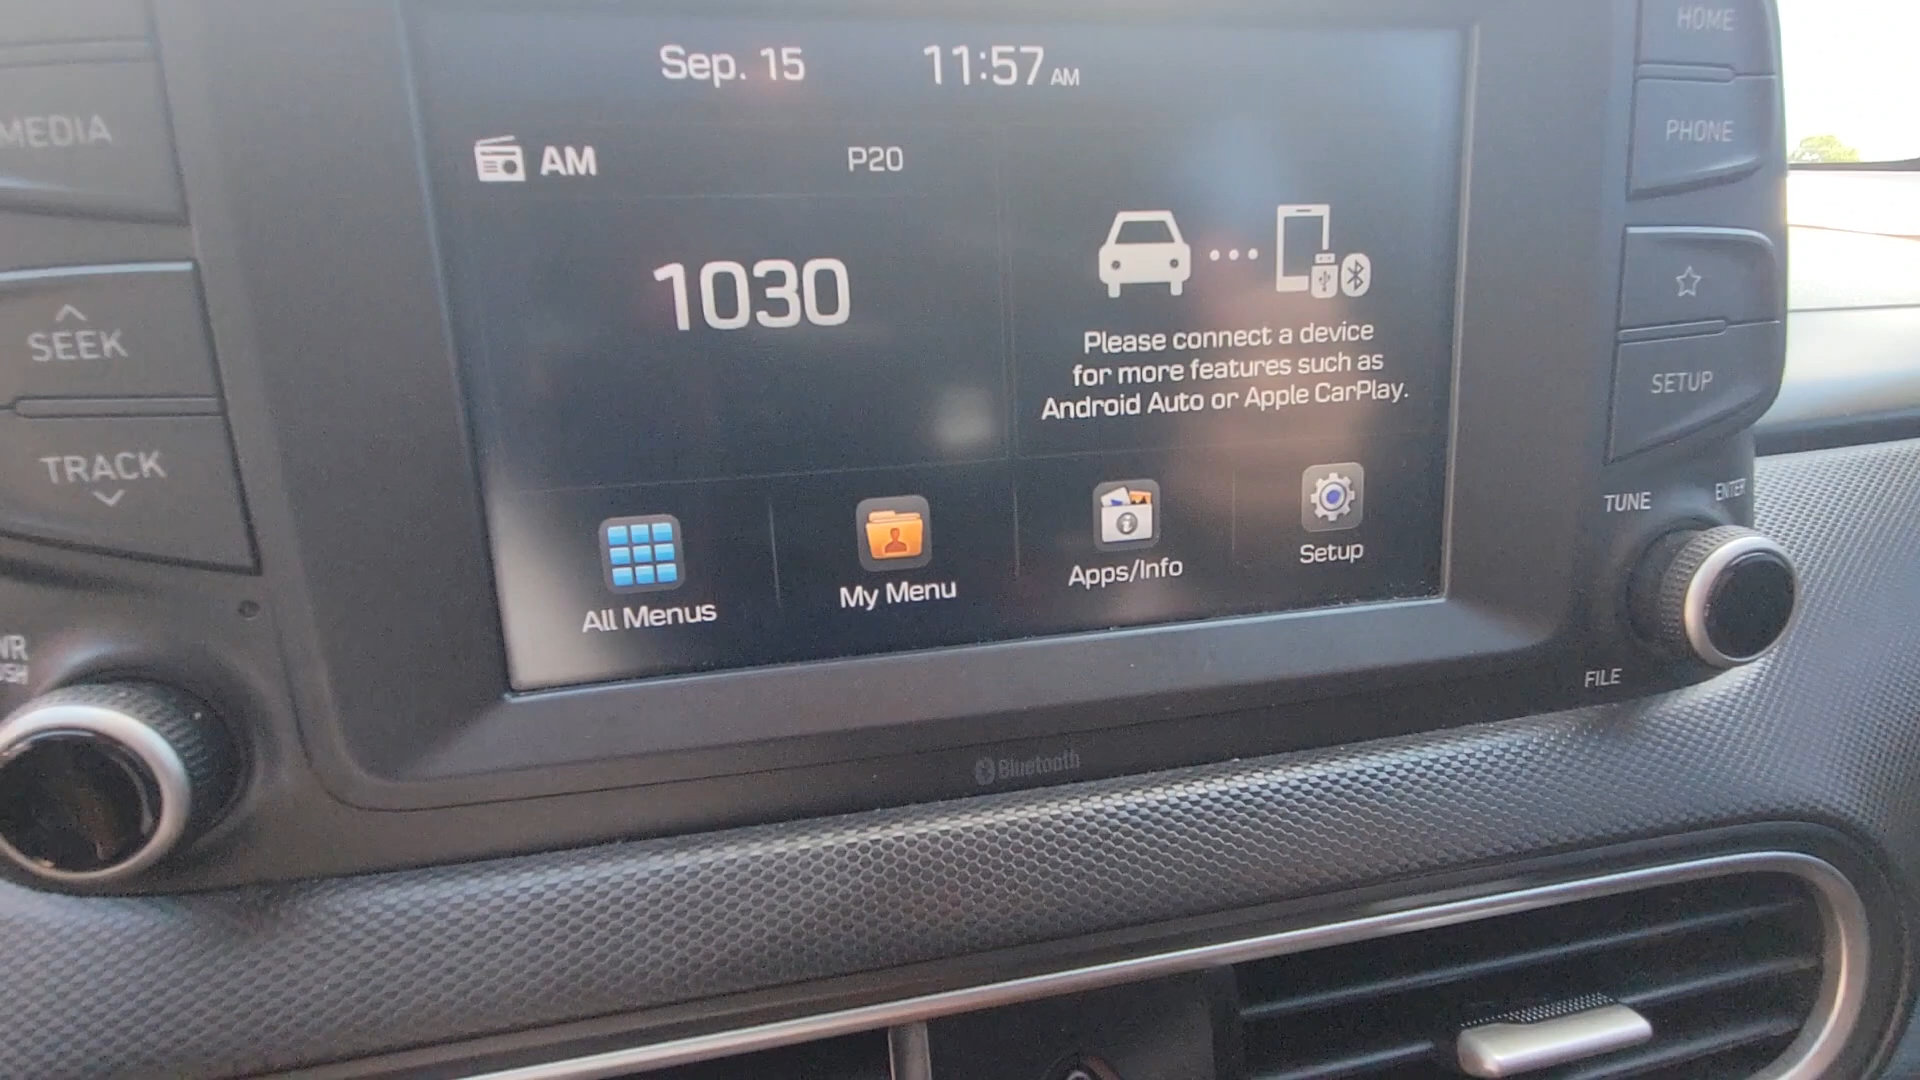 Sep. 15 11:57 AM
HOME
MEDIA
AM P20
PHONE
1030
SEEK
Please connect a device
for more features such as
Android Auto or Apple CarPlay.
SETUP
TRACK
All Menus My Menu Apps/Info Setup
TUNE ENTER
FILE
Bluetooth